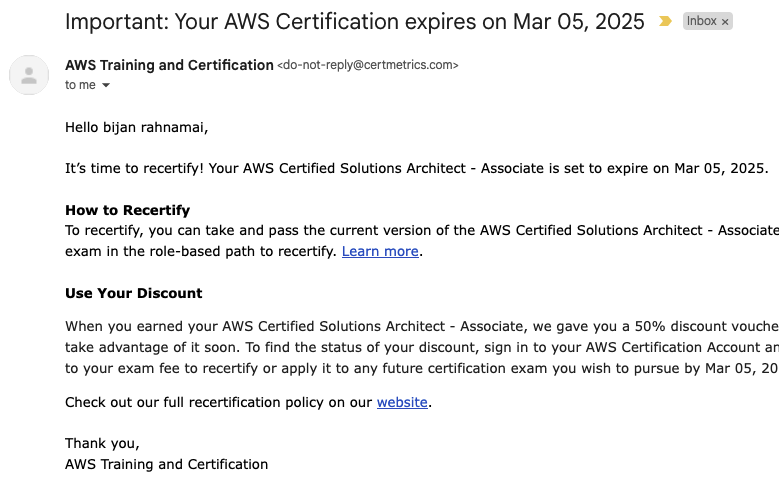 Important: Your AWS Certification expires on Mar 05, 2025
Inbox ×
AWS Training and Certification <do-not-reply@certmetrics.com>
to me
Hello bijan rahnamai,
It’s time to recertify! Your AWS Certified Solutions Architect - Associate is set to expire on Mar 05, 2025.
How to Recertify
To recertify, you can take and pass the current version of the AWS Certified Solutions Architect - Associate
exam in the role-based path to recertify. Learn more.
Use Your Discount
When you earned your AWS Certified Solutions Architect - Associate, we gave you a 50% discount vouche
take advantage of it soon. To find the status of your discount, sign in to your AWS Certification Account an
to your exam fee to recertify or apply it to any future certification exam you wish to pursue by Mar 05, 20
Check out our full recertification policy on our website.
Thank you,
AWS Training and Certification